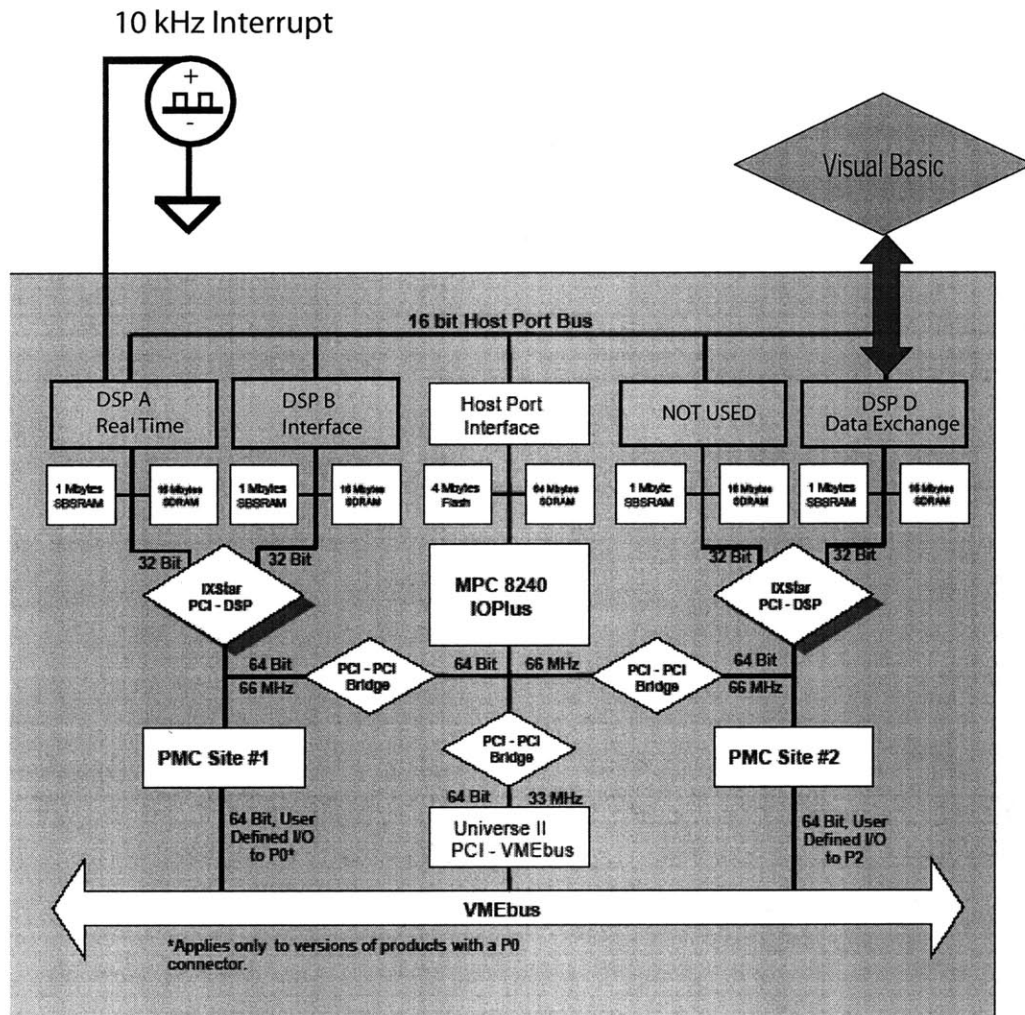 10 kHz Interrupt
+
-
Visual Basic
16 bit Host Port Bus
DSP A
Real Time
DSP B
Interface
Host Port
Interface
NOT USED
DSP D
Data Exchange
1 Mbytes
SBSRAM
16 Mbytes
SDRAM
1 Mbytes
SBSRAM
16 Mbytes
SDRAM
4 Mbytes
Flash
64 Mbytes
SDRAM
1 Mbyte
SBSRAM
16 Mbytes
SDRAM
1 Mbytes
SBSRAM
16 Mbytes
SDRAM
32 Bit
32 Bit
32 Bit
32 Bit
IXStar
PCI - DSP
MPC 8240
IOPlus
IXStar
PCI - DSP
64 Bit
66 MHz
PCI - PCI
Bridge
64 Bit
66 MHz
PCI - PCI
Bridge
64 Bit
66 MHz
PMC Site #1
PCI - PCI
Bridge
PMC Site #2
64 Bit
33 MHz
64 Bit, User
Defined I/O
to P0*
Universe II
PCI - VMEbus
64 Bit, User
Defined I/O
to P2
VMEbus
*Applies only to versions of products with a P0
connector.